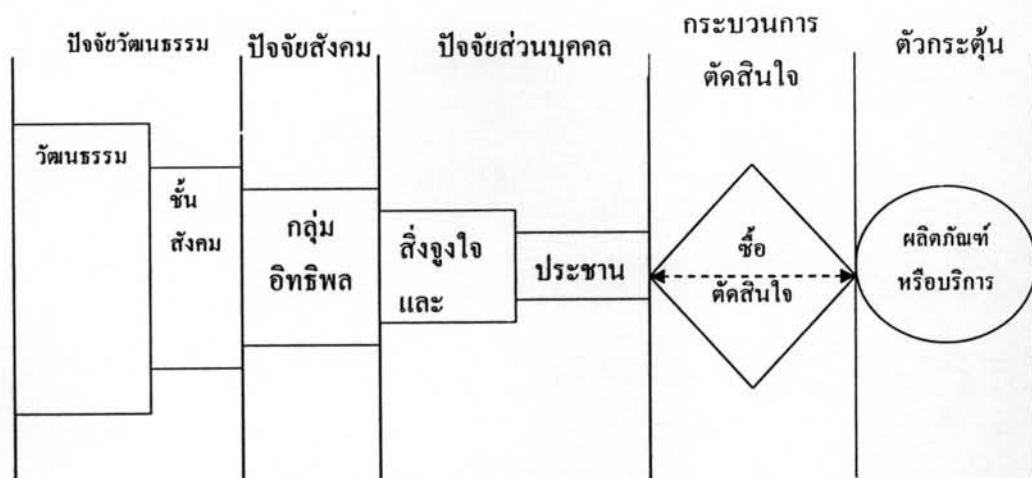 ปัจจัยวัฒนธรรม
ปัจจัยสังคม
ปัจจัยส่วนบุคคล
กระบวนการ
ตัดสินใจ
ตัวกระตุ้น
วัฒนธรรม
ชั้น
สังคม
กลุ่ม
อิทธิพล
สิ่งจูงใจ
และ
ประชาน
ซื้อ
ตัดสินใจ
ผลิตภัณฑ์
หรือบริการ